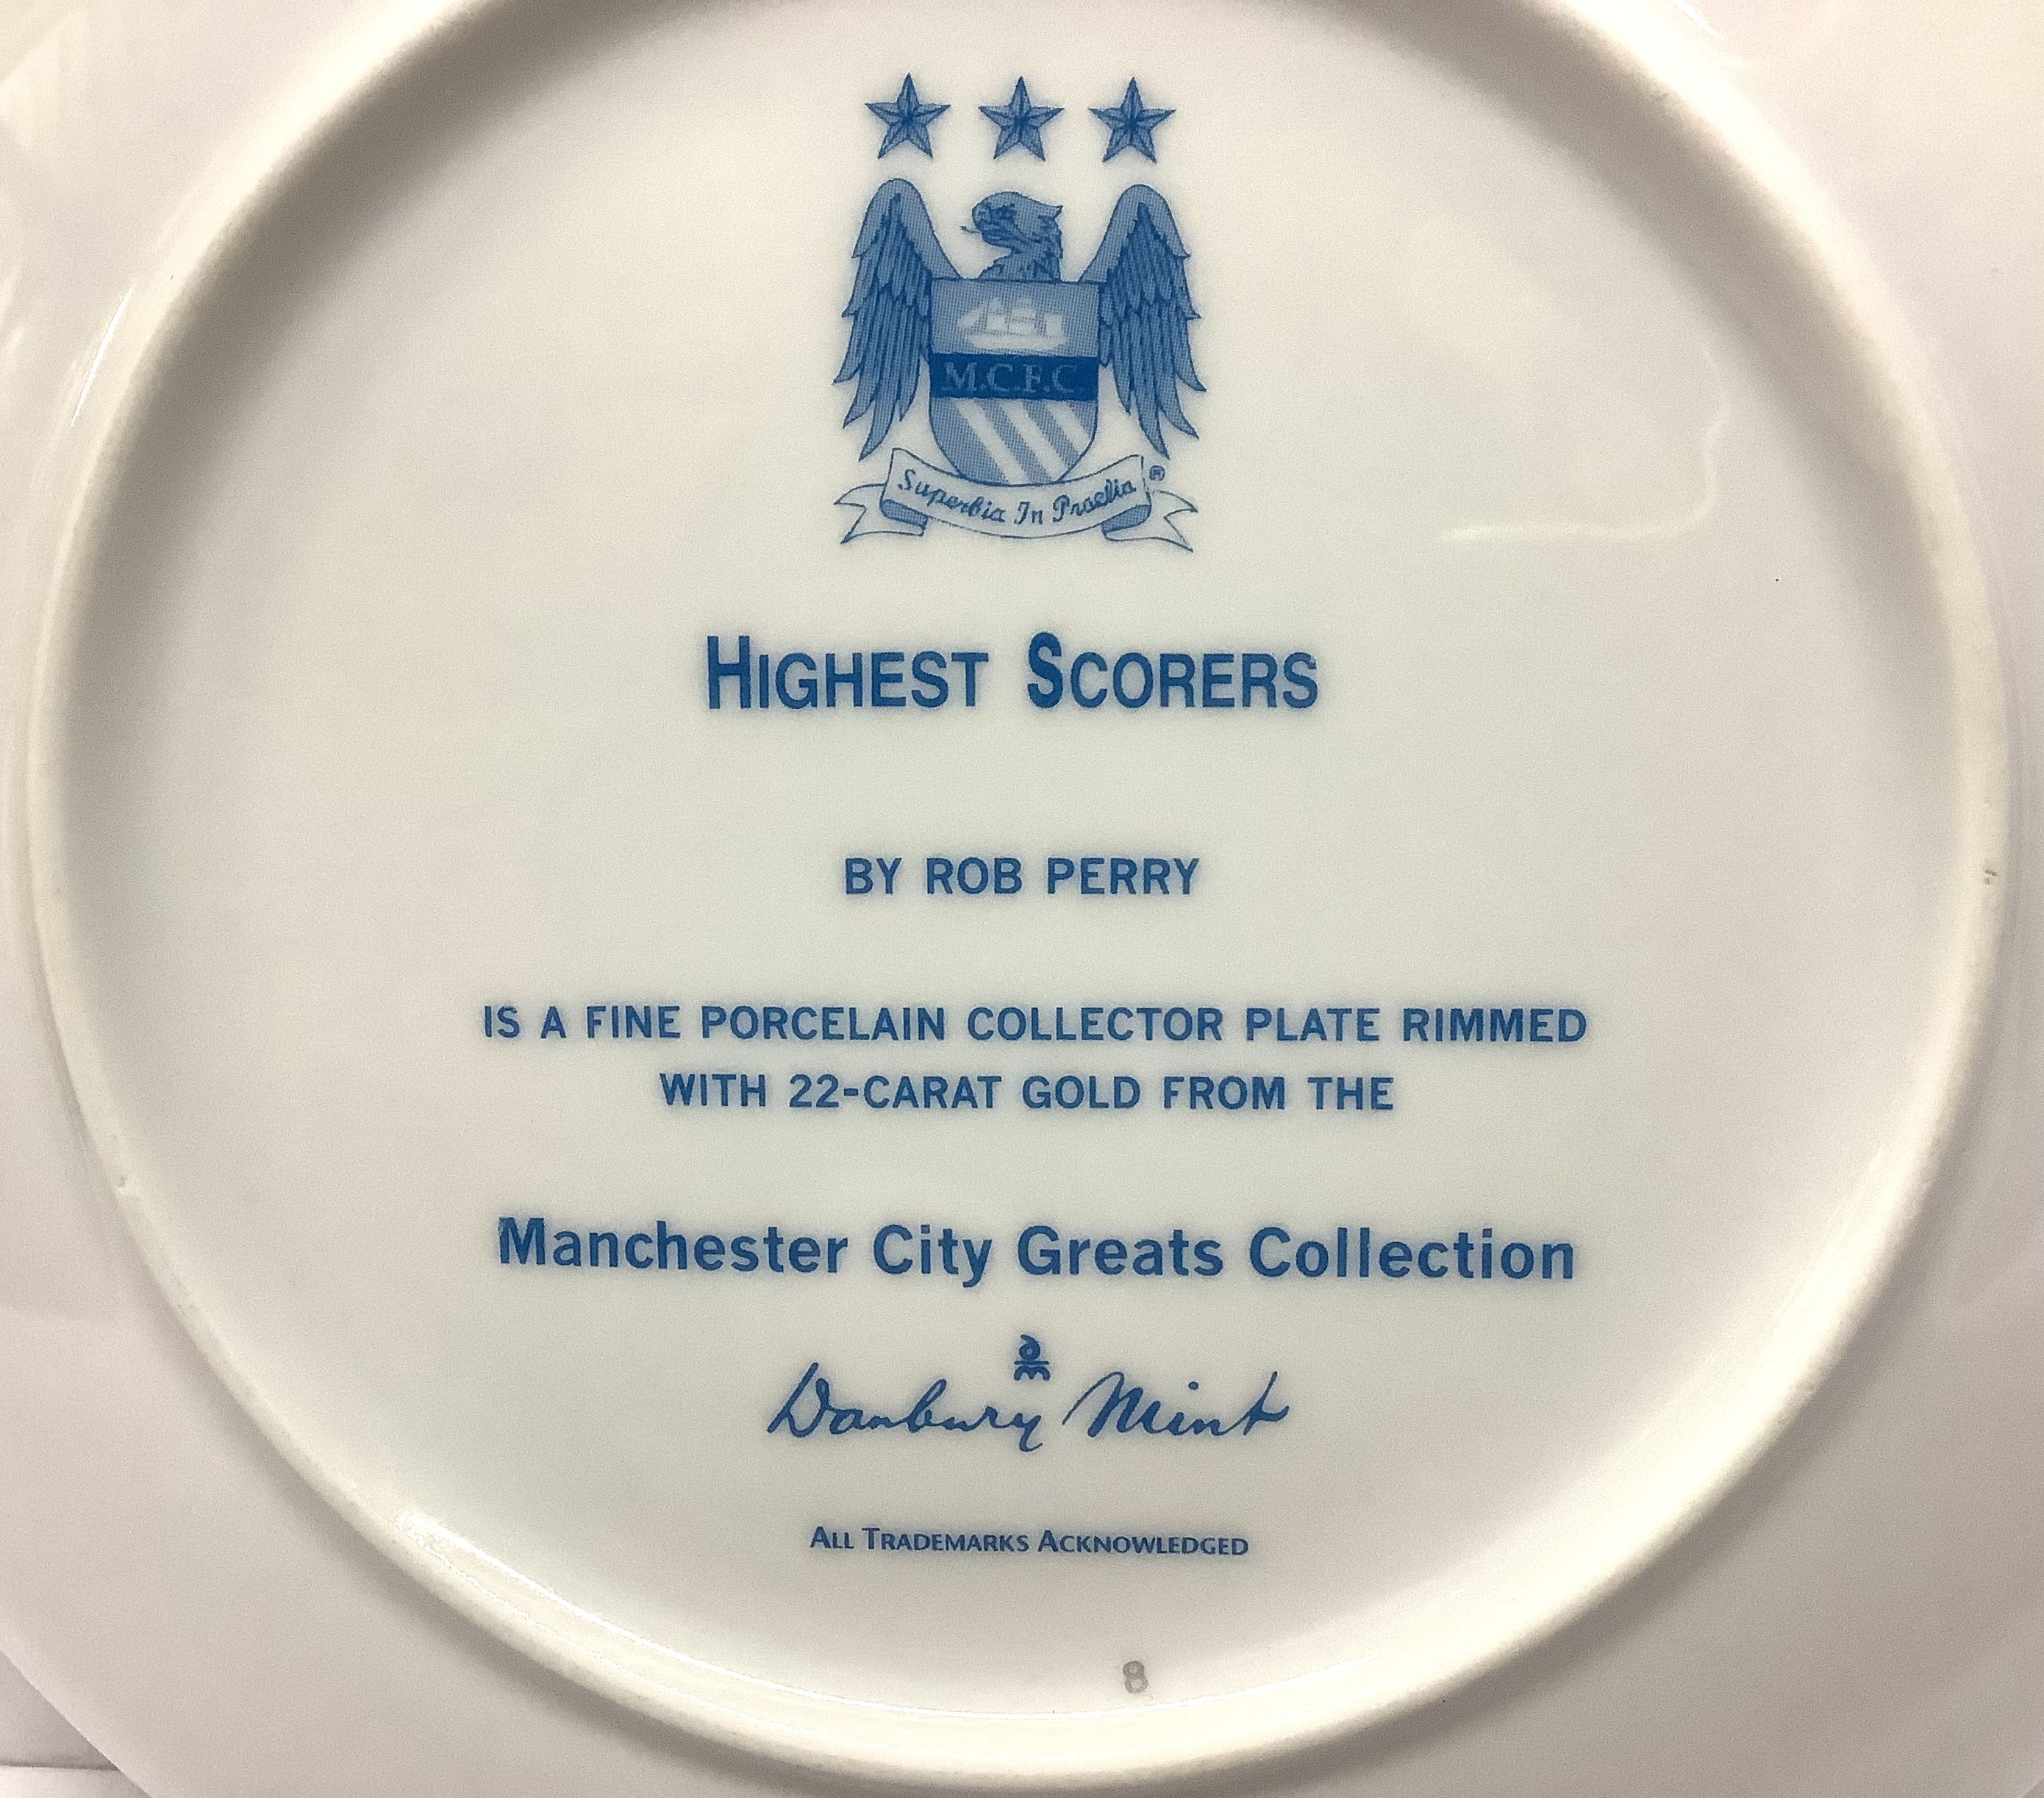 M.C.F.C.
Superbia In Praelia ®
HIGHEST SCORERS
BY ROB PERRY
IS A FINE PORCELAIN COLLECTOR PLATE RIMMED
WITH 22-CARAT GOLD FROM THE
Manchester City Greats Collection
Danbury Mint
ALL TRADEMARKS ACKNOWLEDGED
8